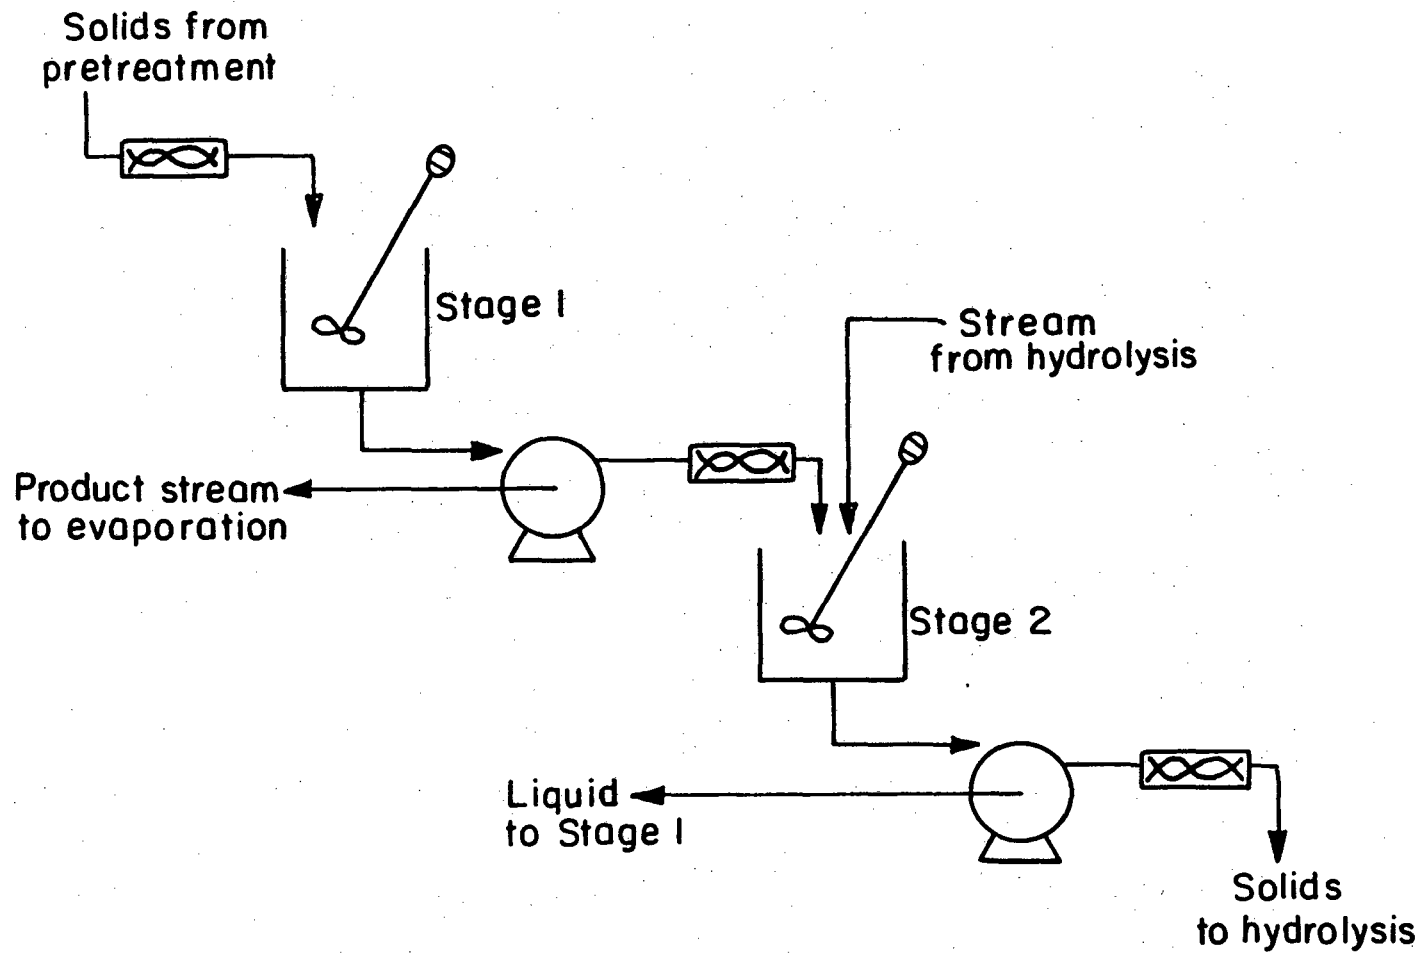 Solids from
pretreatment
Stage 1
Stream
from hydrolysis
Product stream
to evaporation
Stage 2
Liquid
to Stage 1
Solids
to hydrolysis